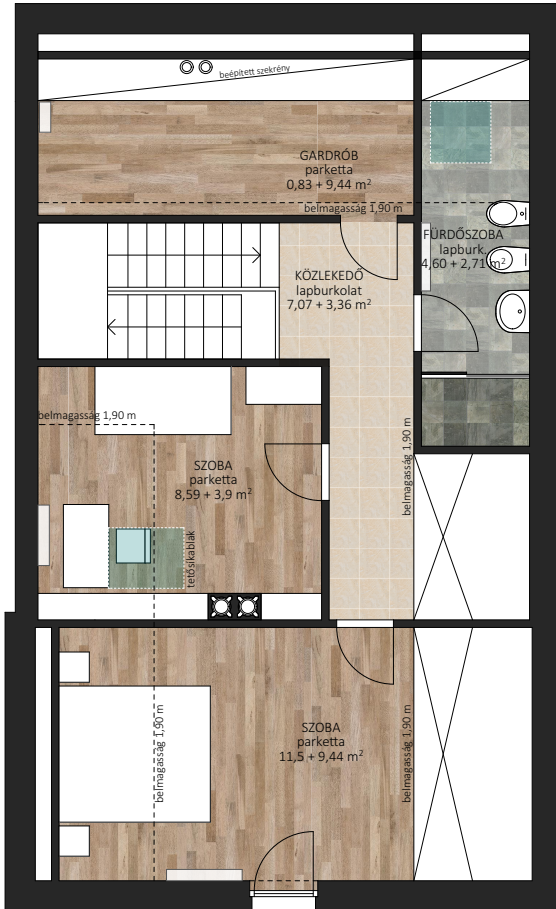 beépített szekrény
GARDRÓB
parketta
0,83 + 9,44 m²
belmagasság 1,90 m
FÜRDŐSZOBA
lapburk.
4,60 + 2,71 m²
KÖZLEKEDŐ
lapburkolat
7,07 + 3,36 m²
belmagasság 1,90 m
SZOBA
parketta
8,59 + 3,9 m²
belmagasság 1,90 m
tetősíkablak
SZOBA
parketta
11,5 + 9,44 m²
belmagasság 1,90 m
belmagasság 1,90 m